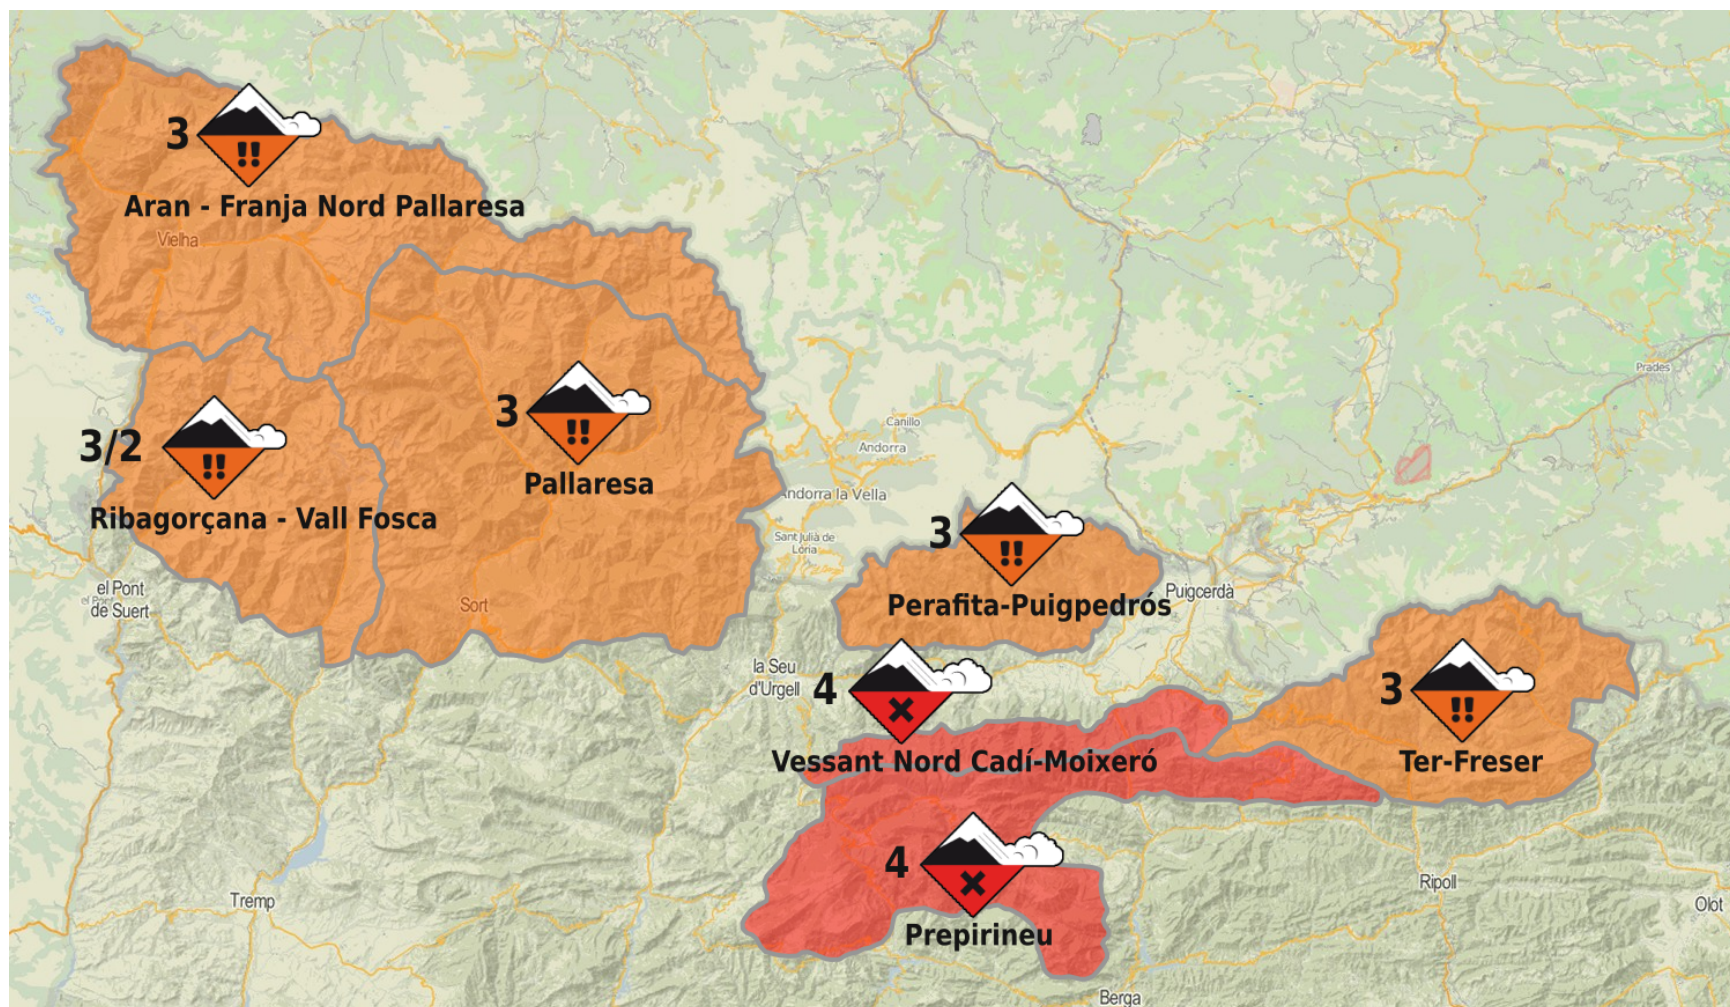 3
!!
Aran - Franja Nord Pallaresa
Vielha
3/2
!!
Ribagorçana - Vall Fosca
3
!!
Pallaresa
Prades
Canillo
Andorra
Andorra la Vella
Sant Julià de
Lòria
3
!!
Perafita-Puigpedrós
Puigcerdà
el Pont
de Suert
Sort
la Seu
d'Urgell
4
Vessant Nord Cadí-Moixeró
3
!!
Ter-Freser
4
Prepirineu
Tremp
Ripoll
Olot
Berga